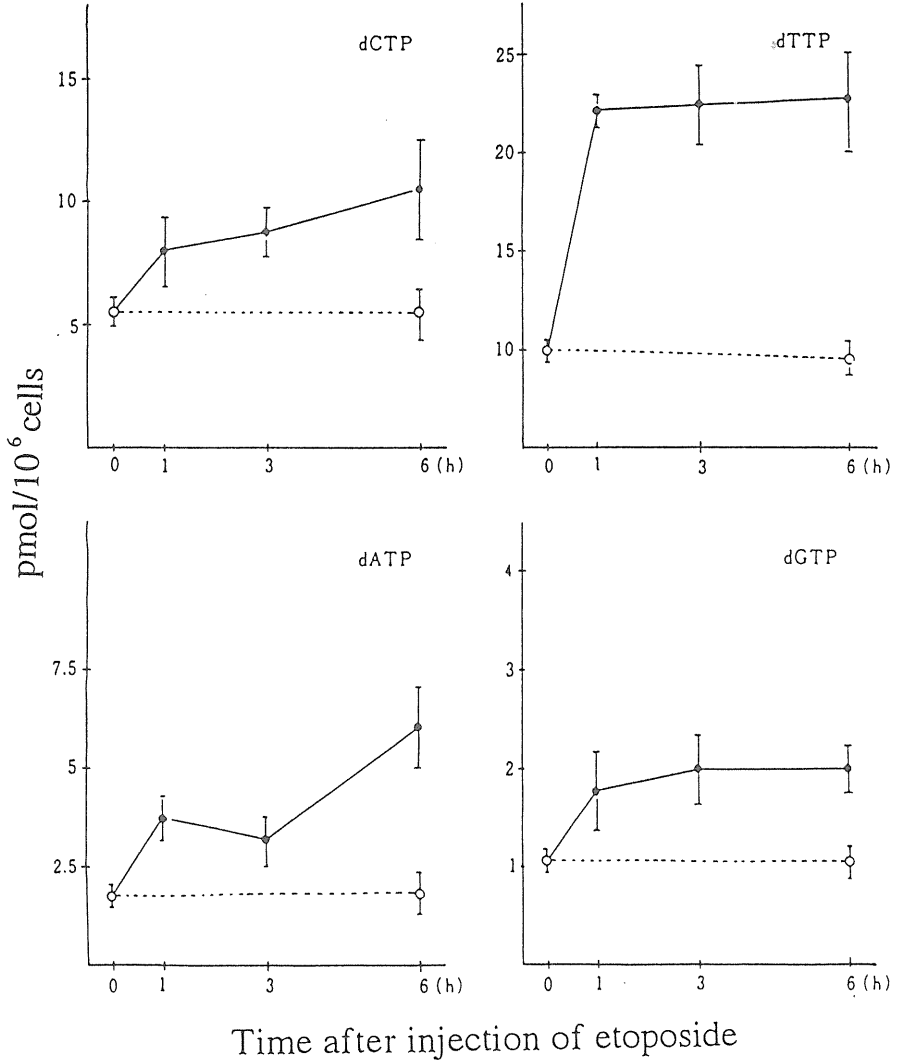 pmol/10⁶ cells
dCTP
15
10
5
0 1 3 6 (h)
dTTP
25
20
15
10
0 1 3 6 (h)
dATP
7.5
5
2.5
0 1 3 6 (h)
dGTP
4
3
2
1
0 1 3 6 (h)
Time after injection of etoposide